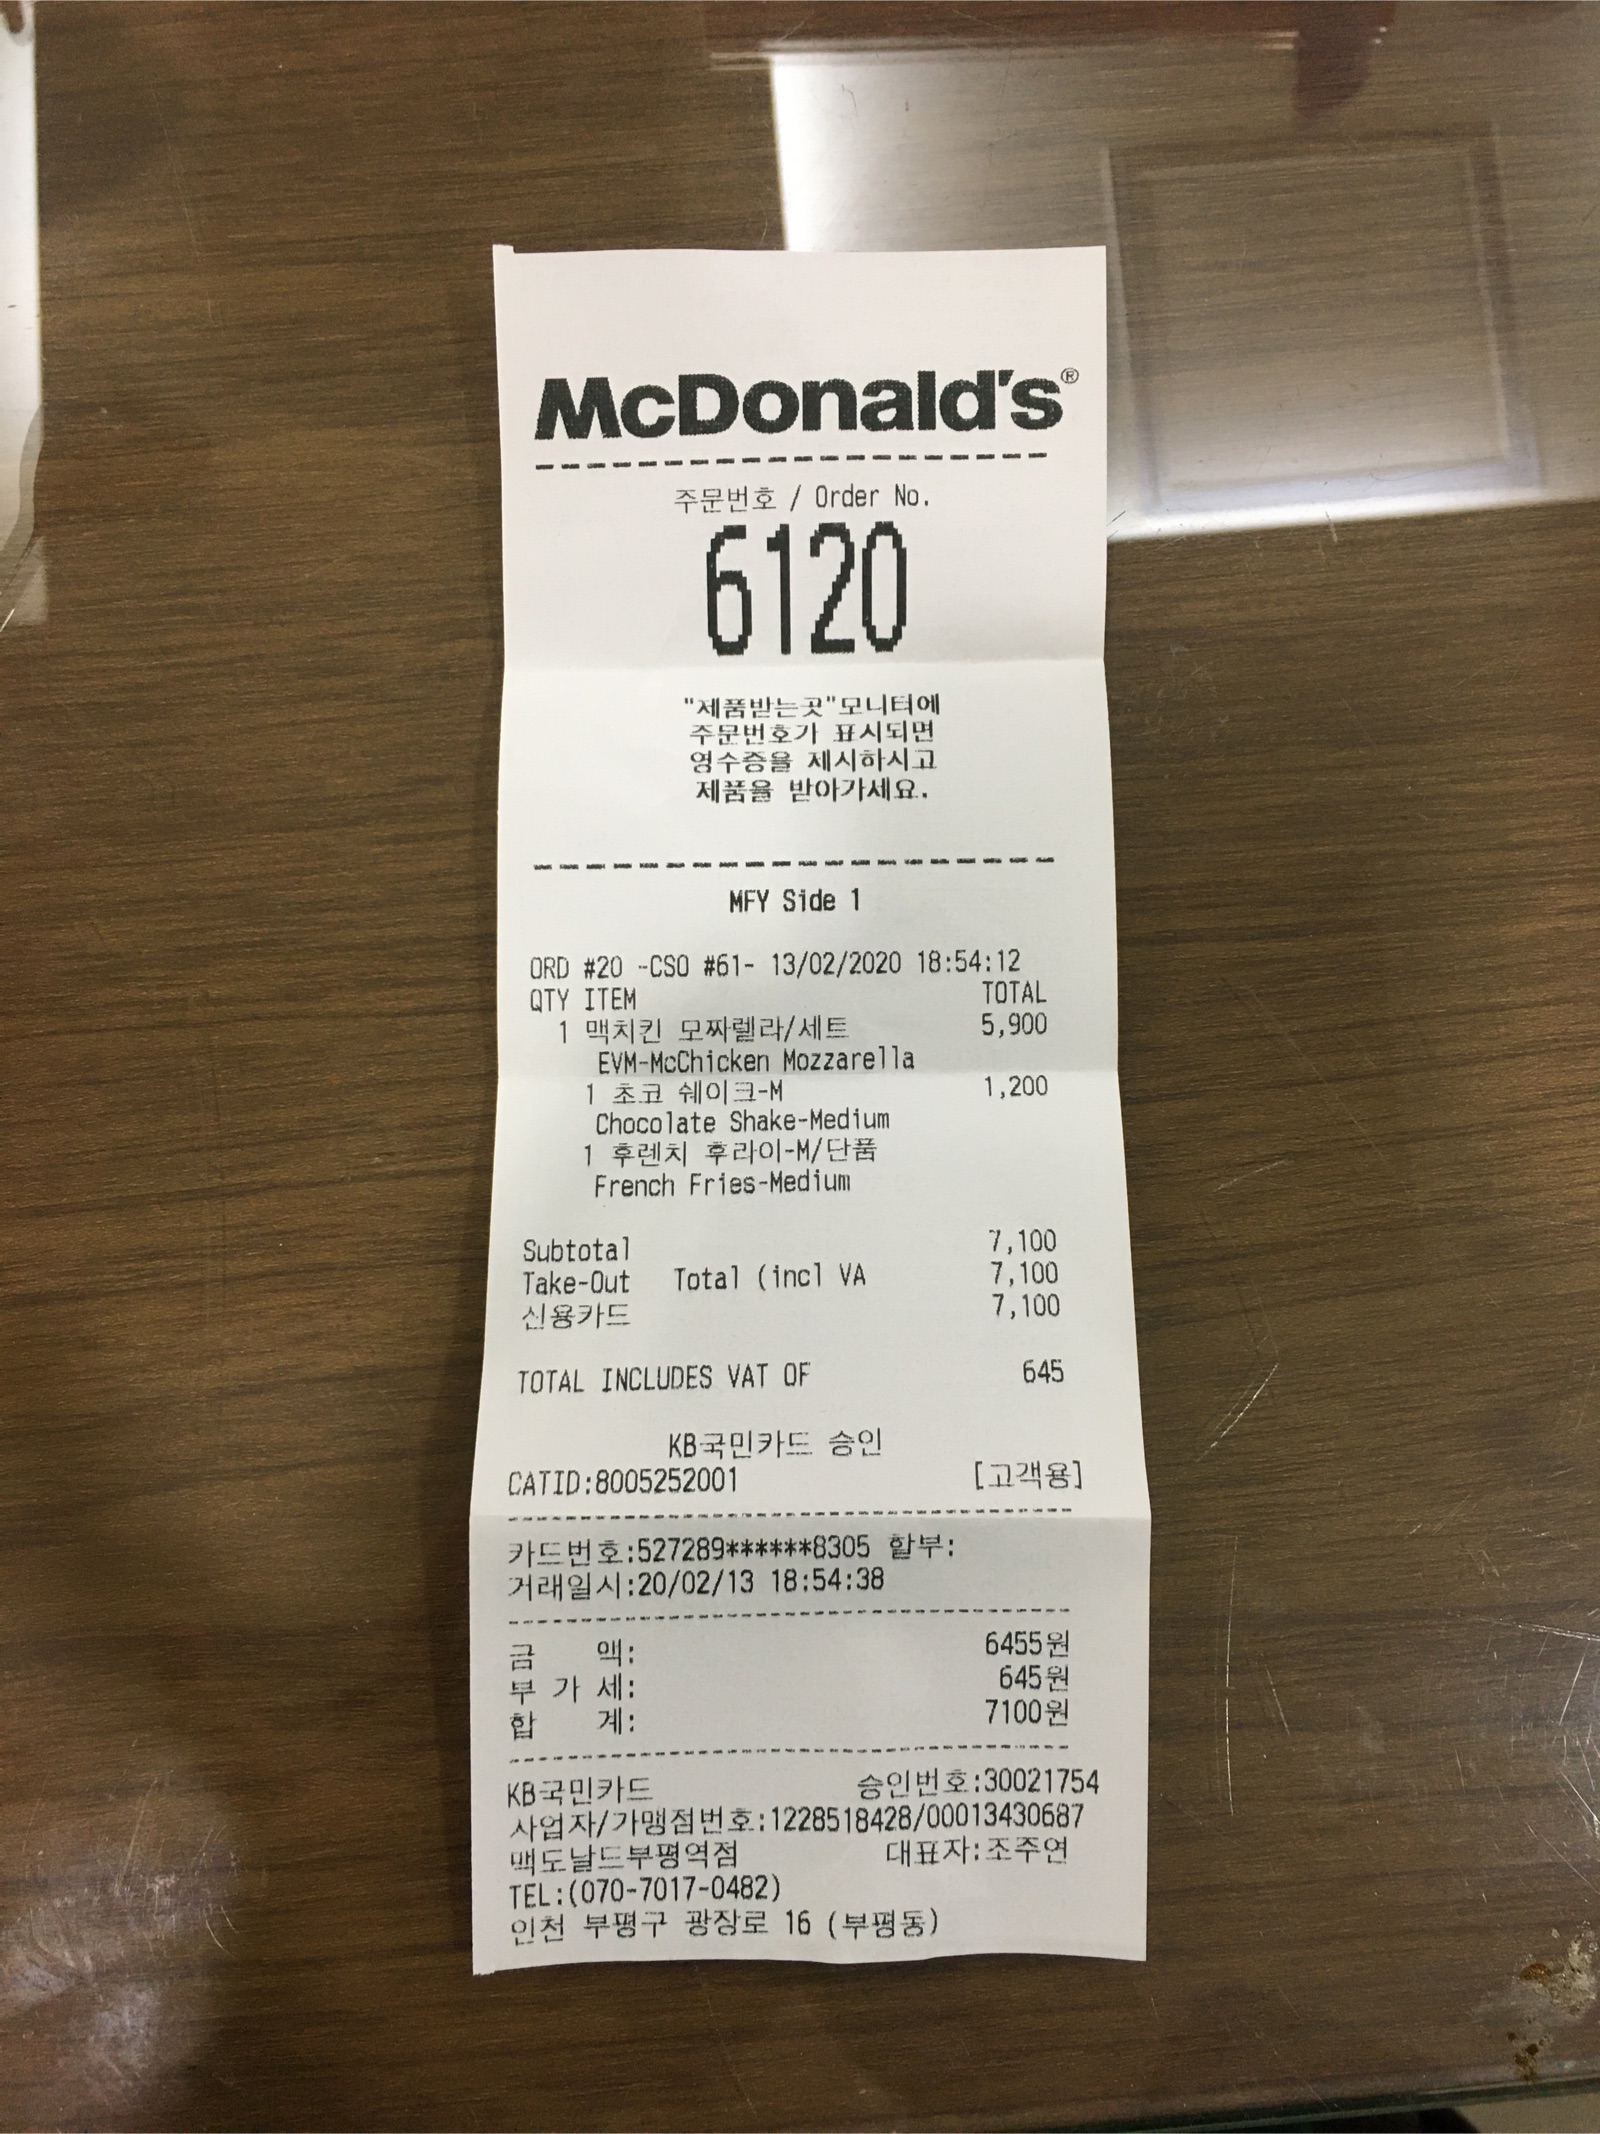 McDonald's®
주문번호 / Order No.
6120
"제품받는곳"모니터에
주문번호가 표시되면
영수증을 제시하시고
제품을 받아가세요.
MFY Side 1
ORD #20 -CSO #61- 13/02/2020 18:54:12
QTY ITEM TOTAL
1 맥치킨 모짜렐라/세트 5,900
EVM-McChicken Mozzarella
1 초코 쉐이크-M 1,200
Chocolate Shake-Medium
1 후렌치 후라이-M/단품
French Fries-Medium
Subtotal 7,100
Take-Out Total (incl VA 7,100
신용카드 7,100
TOTAL INCLUDES VAT OF 645
KB국민카드 승인
CATID:8005252001 [고객용]
카드번호:527289******8305 할부:
거래일시:20/02/13 18:54:38
금 액: 6455원
부 가 세: 645원
합 계: 7100원
KB국민카드 승인번호:30021754
사업자/가맹점번호:1228518428/00013430687
맥도날드부평역점 대표자:조주연
TEL:(070-7017-0482)
인천 부평구 광장로 16 (부평동)